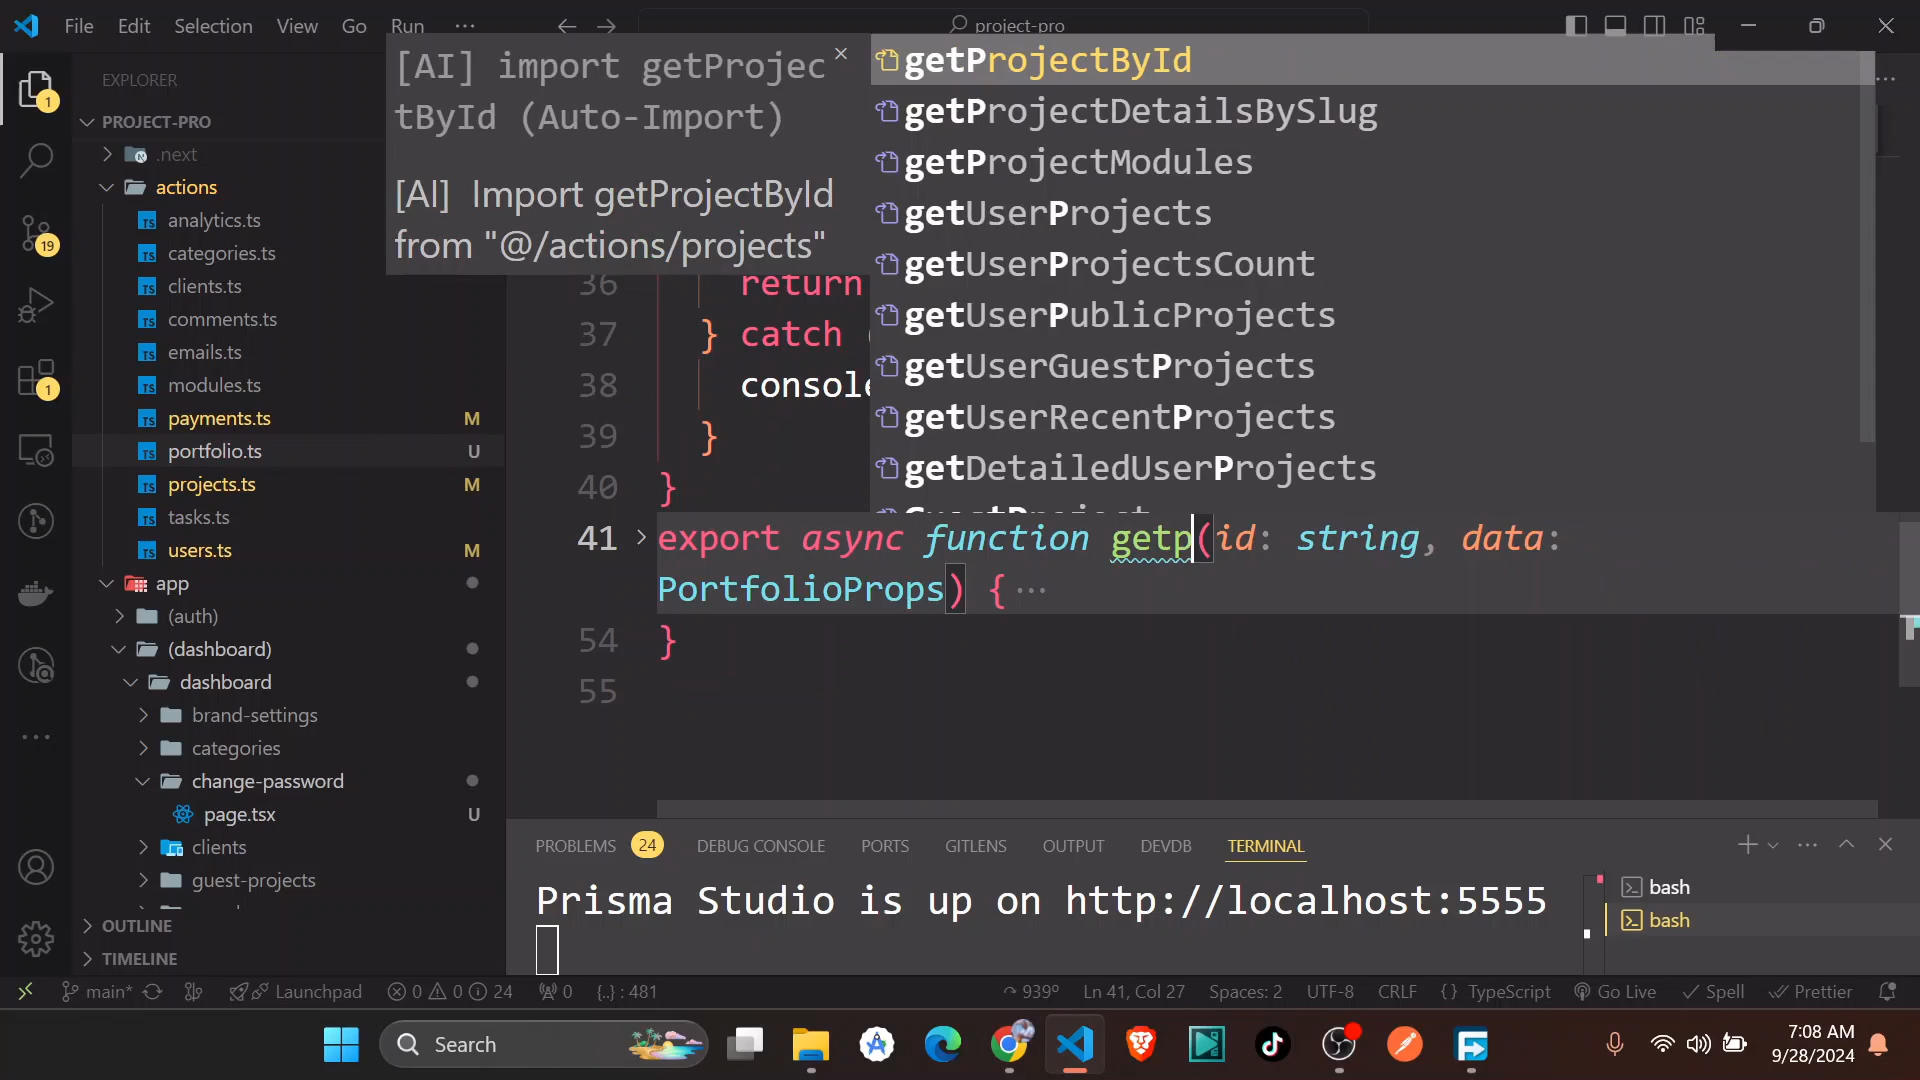 File Edit Selection View Go Run ···
project-pro
EXPLORER
PROJECT-PRO
.next
actions
analytics.ts
categories.ts
clients.ts
comments.ts
emails.ts
modules.ts
payments.ts M
portfolio.ts U
projects.ts M
tasks.ts
users.ts M
app
(auth)
(dashboard)
dashboard
brand-settings
categories
change-password
page.tsx U
clients
guest-projects
OUTLINE
TIMELINE
1
19
1
[AI] import getProjec
tById (Auto-Import)
[AI] Import getProjectById
from "@/actions/projects"
getProjectById
getProjectDetailsBySlug
getProjectModules
getUserProjects
getUserProjectsCount
getUserPublicProjects
getUserGuestProjects
getUserRecentProjects
getDetailedUserProjects
36 return
37 } catch
38 console
39 }
40 }
41 export async function getp(id: string, data:
PortfolioProps) { ···
54 }
55
PROBLEMS 24 DEBUG CONSOLE PORTS GITLENS OUTPUT DEVDB TERMINAL
Prisma Studio is up on http://localhost:5555
bash
bash
main* Launchpad 0 0 24 0 {..} : 481 939° Ln 41, Col 27 Spaces: 2 UTF-8 CRLF {} TypeScript Go Live Spell Prettier
Search
7:08 AM
9/28/2024